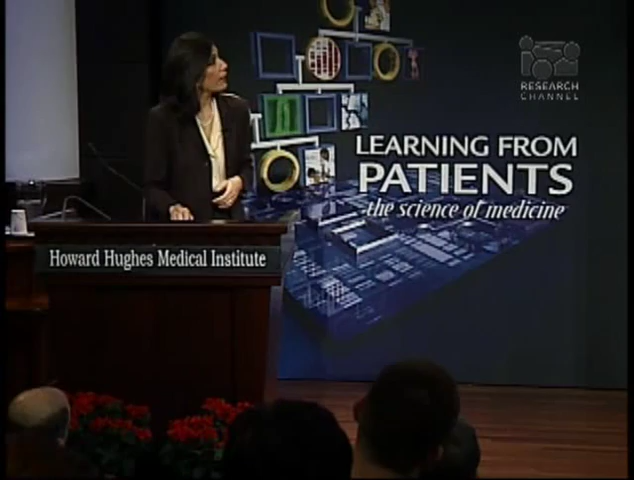 RESEARCH
CHANNEL
LEARNING FROM
PATIENTS
the science of medicine
Howard Hughes Medical Institute